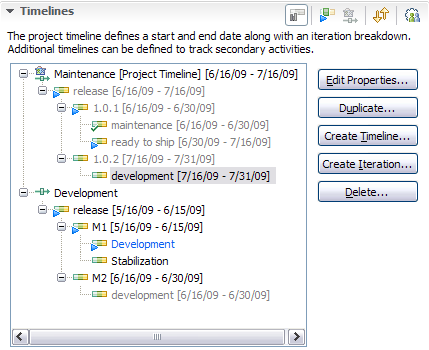 Timelines
The project timeline defines a start and end date along with an iteration breakdown.
Additional timelines can be defined to track secondary activities.
Maintenance [Project Timeline] [6/16/09 - 7/16/09]
release [6/16/09 - 7/16/09]
1.0.1 [6/16/09 - 6/30/09]
maintenance [6/16/09 - 6/30/09]
ready to ship [6/30/09 - 7/16/09]
1.0.2 [7/16/09 - 7/31/09]
development [7/16/09 - 7/31/09]
Development
release [5/16/09 - 6/15/09]
M1 [5/16/09 - 6/15/09]
Development
Stabilization
M2 [6/16/09 - 6/30/09]
development [6/16/09 - 6/30/09]
Edit Properties...
Duplicate...
Create Timeline...
Create Iteration...
Delete...